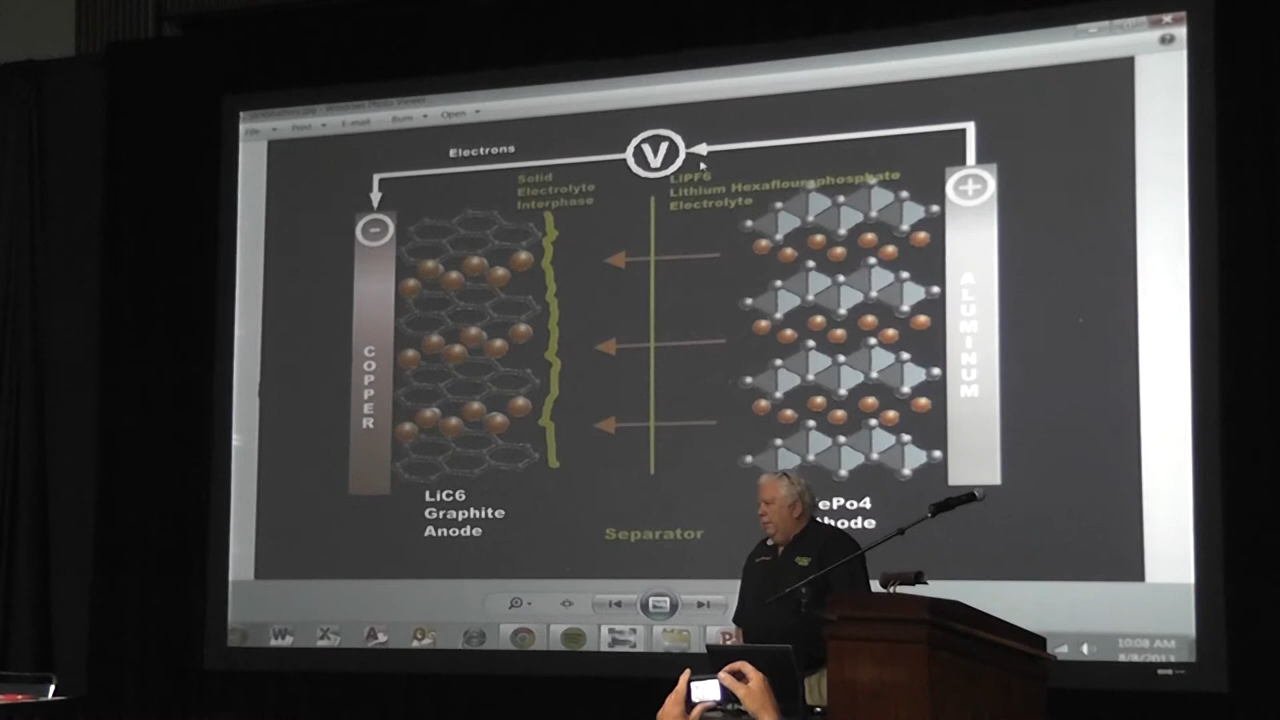 Windows Photo Viewer
File
Print
E-mail
Burn
Open
Electrons
V
Solid
Electrolyte
Interphase
LiPF6
Lithium Hexaflourophosphate
Electrolyte
+
-
COPPER
ALUMINUM
LiC6
Graphite
Anode
Separator
ePo4
hode
10:08 AM
8/8/2013